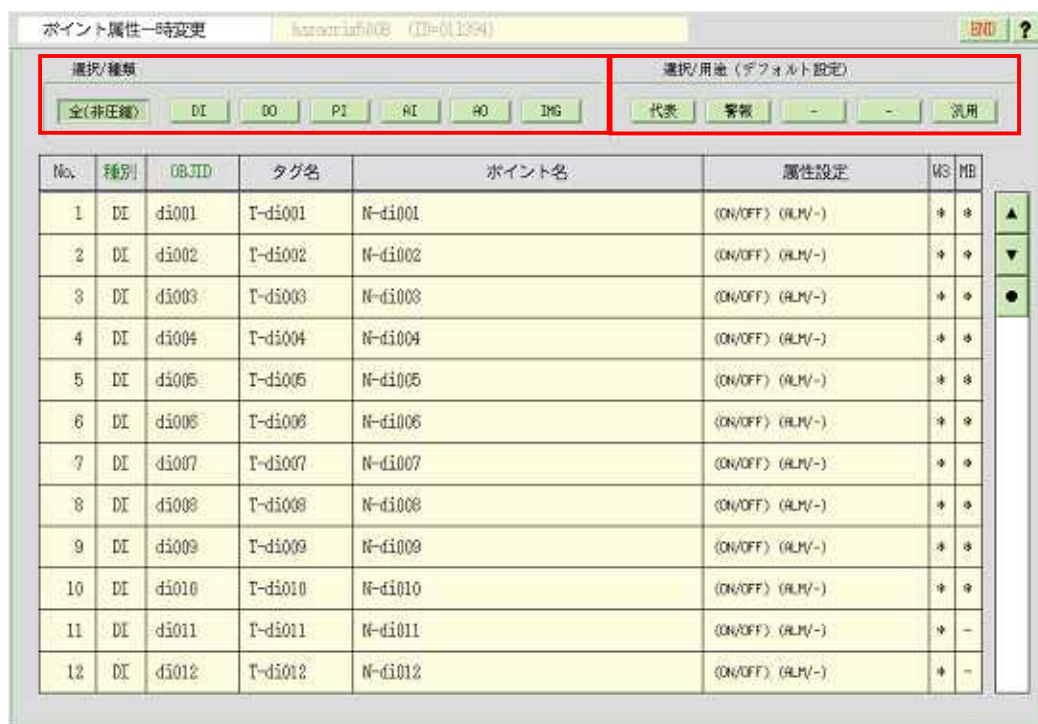 ポイント属性一時変更 (ID=011394) END ?
選択/種類 選択/用途(デフォルト設定)
全(非圧縮) DI DO PI AI AO IMG 代表 警報 - - 汎用
No. 種別 OBJID タグ名 ポイント名 属性設定 W3 MB
1 DI di001 T-di001 N-di001 (ON/OFF) (ALM/-) * *
2 DI di002 T-di002 N-di002 (ON/OFF) (ALM/-) * *
3 DI di003 T-di003 N-di003 (ON/OFF) (ALM/-) * *
4 DI di004 T-di004 N-di004 (ON/OFF) (ALM/-) * *
5 DI di005 T-di005 N-di005 (ON/OFF) (ALM/-) * *
6 DI di006 T-di006 N-di006 (ON/OFF) (ALM/-) * *
7 DI di007 T-di007 N-di007 (ON/OFF) (ALM/-) * *
8 DI di008 T-di008 N-di008 (ON/OFF) (ALM/-) * *
9 DI di009 T-di009 N-di009 (ON/OFF) (ALM/-) * *
10 DI di010 T-di010 N-di010 (ON/OFF) (ALM/-) * *
11 DI di011 T-di011 N-di011 (ON/OFF) (ALM/-) * -
12 DI di012 T-di012 N-di012 (ON/OFF) (ALM/-) * -